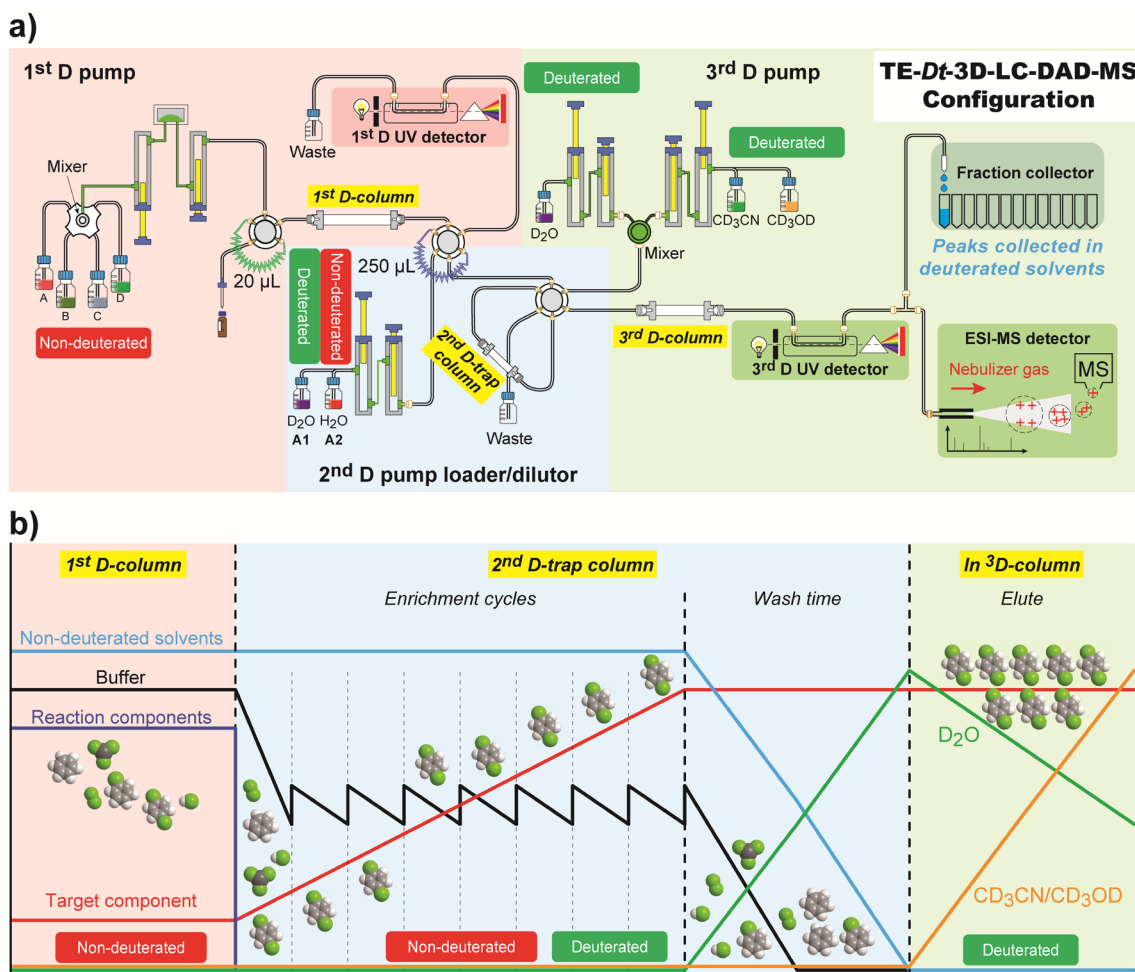 a)
1st D pump
3rd D pump
TE-Dt-3D-LC-DAD-MS
Configuration
Deuterated
Waste
1st D UV detector
Deuterated
Mixer
Fraction collector
1st D-column
D2O
CD3CN
CD3OD
Mixer
Peaks collected in
deuterated solvents
20 µL
250 µL
A
B
C
D
Non-deuterated
Deuterated
Non-deuterated
2nd D-trap
column
3rd D-column
ESI-MS detector
Nebulizer gas
MS
3rd D UV detector
D2O
H2O
A1
A2
Waste
2nd D pump loader/dilutor
b)
1st D-column
2nd D-trap column
In 3D-column
Enrichment cycles
Wash time
Elute
Non-deuterated solvents
Buffer
Reaction components
D2O
Target component
CD3CN/CD3OD
Non-deuterated
Non-deuterated
Deuterated
Deuterated